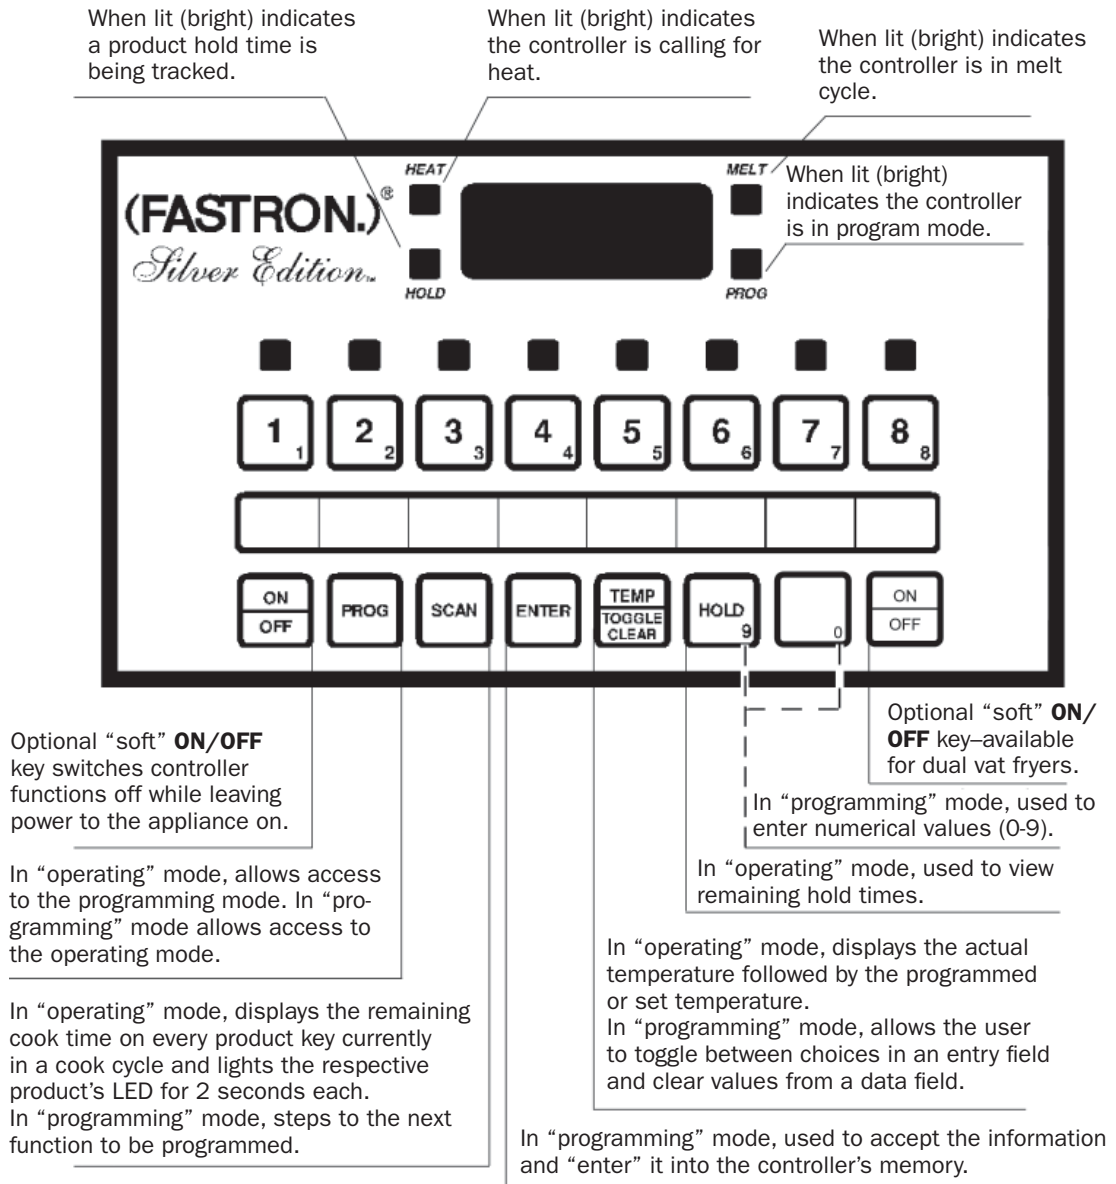 When lit (bright) indicates
a product hold time is
being tracked.
When lit (bright) indicates
the controller is calling for
heat.
When lit (bright) indicates
the controller is in melt
cycle.
HEAT
MELT
When lit (bright)
indicates the controller
is in program mode.
(FASTRON.)®
Silver Edition™
HOLD
PROG
1 1
2 2
3 3
4 4
5 5
6 6
7 7
8 8
ON
OFF
PROG
SCAN
ENTER
TEMP
TOGGLE
CLEAR
HOLD
9
0
ON
OFF
Optional “soft” ON/OFF
key switches controller
functions off while leaving
power to the appliance on.
Optional “soft” ON/
OFF key–available
for dual vat fryers.
In “programming” mode, used to
enter numerical values (0-9).
In “operating” mode, used to view
remaining hold times.
In “operating” mode, allows access
to the programming mode. In “pro-
gramming” mode allows access to
the operating mode.
In “operating” mode, displays the actual
temperature followed by the programmed
or set temperature.
In “programming” mode, allows the user
to toggle between choices in an entry field
and clear values from a data field.
In “operating” mode, displays the remaining
cook time on every product key currently
in a cook cycle and lights the respective
product’s LED for 2 seconds each.
In “programming” mode, steps to the next
function to be programmed.
In “programming” mode, used to accept the information
and “enter” it into the controller’s memory.